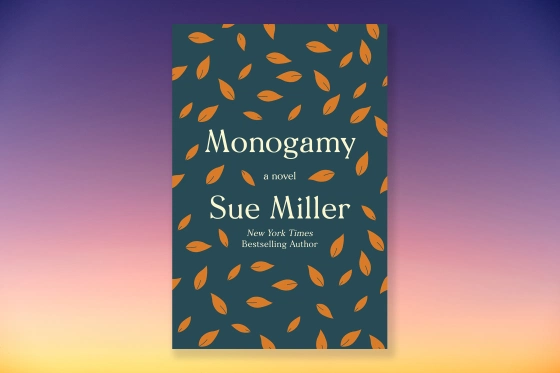 Monogamy
a novel
Sue Miller
New York Times
Bestselling Author